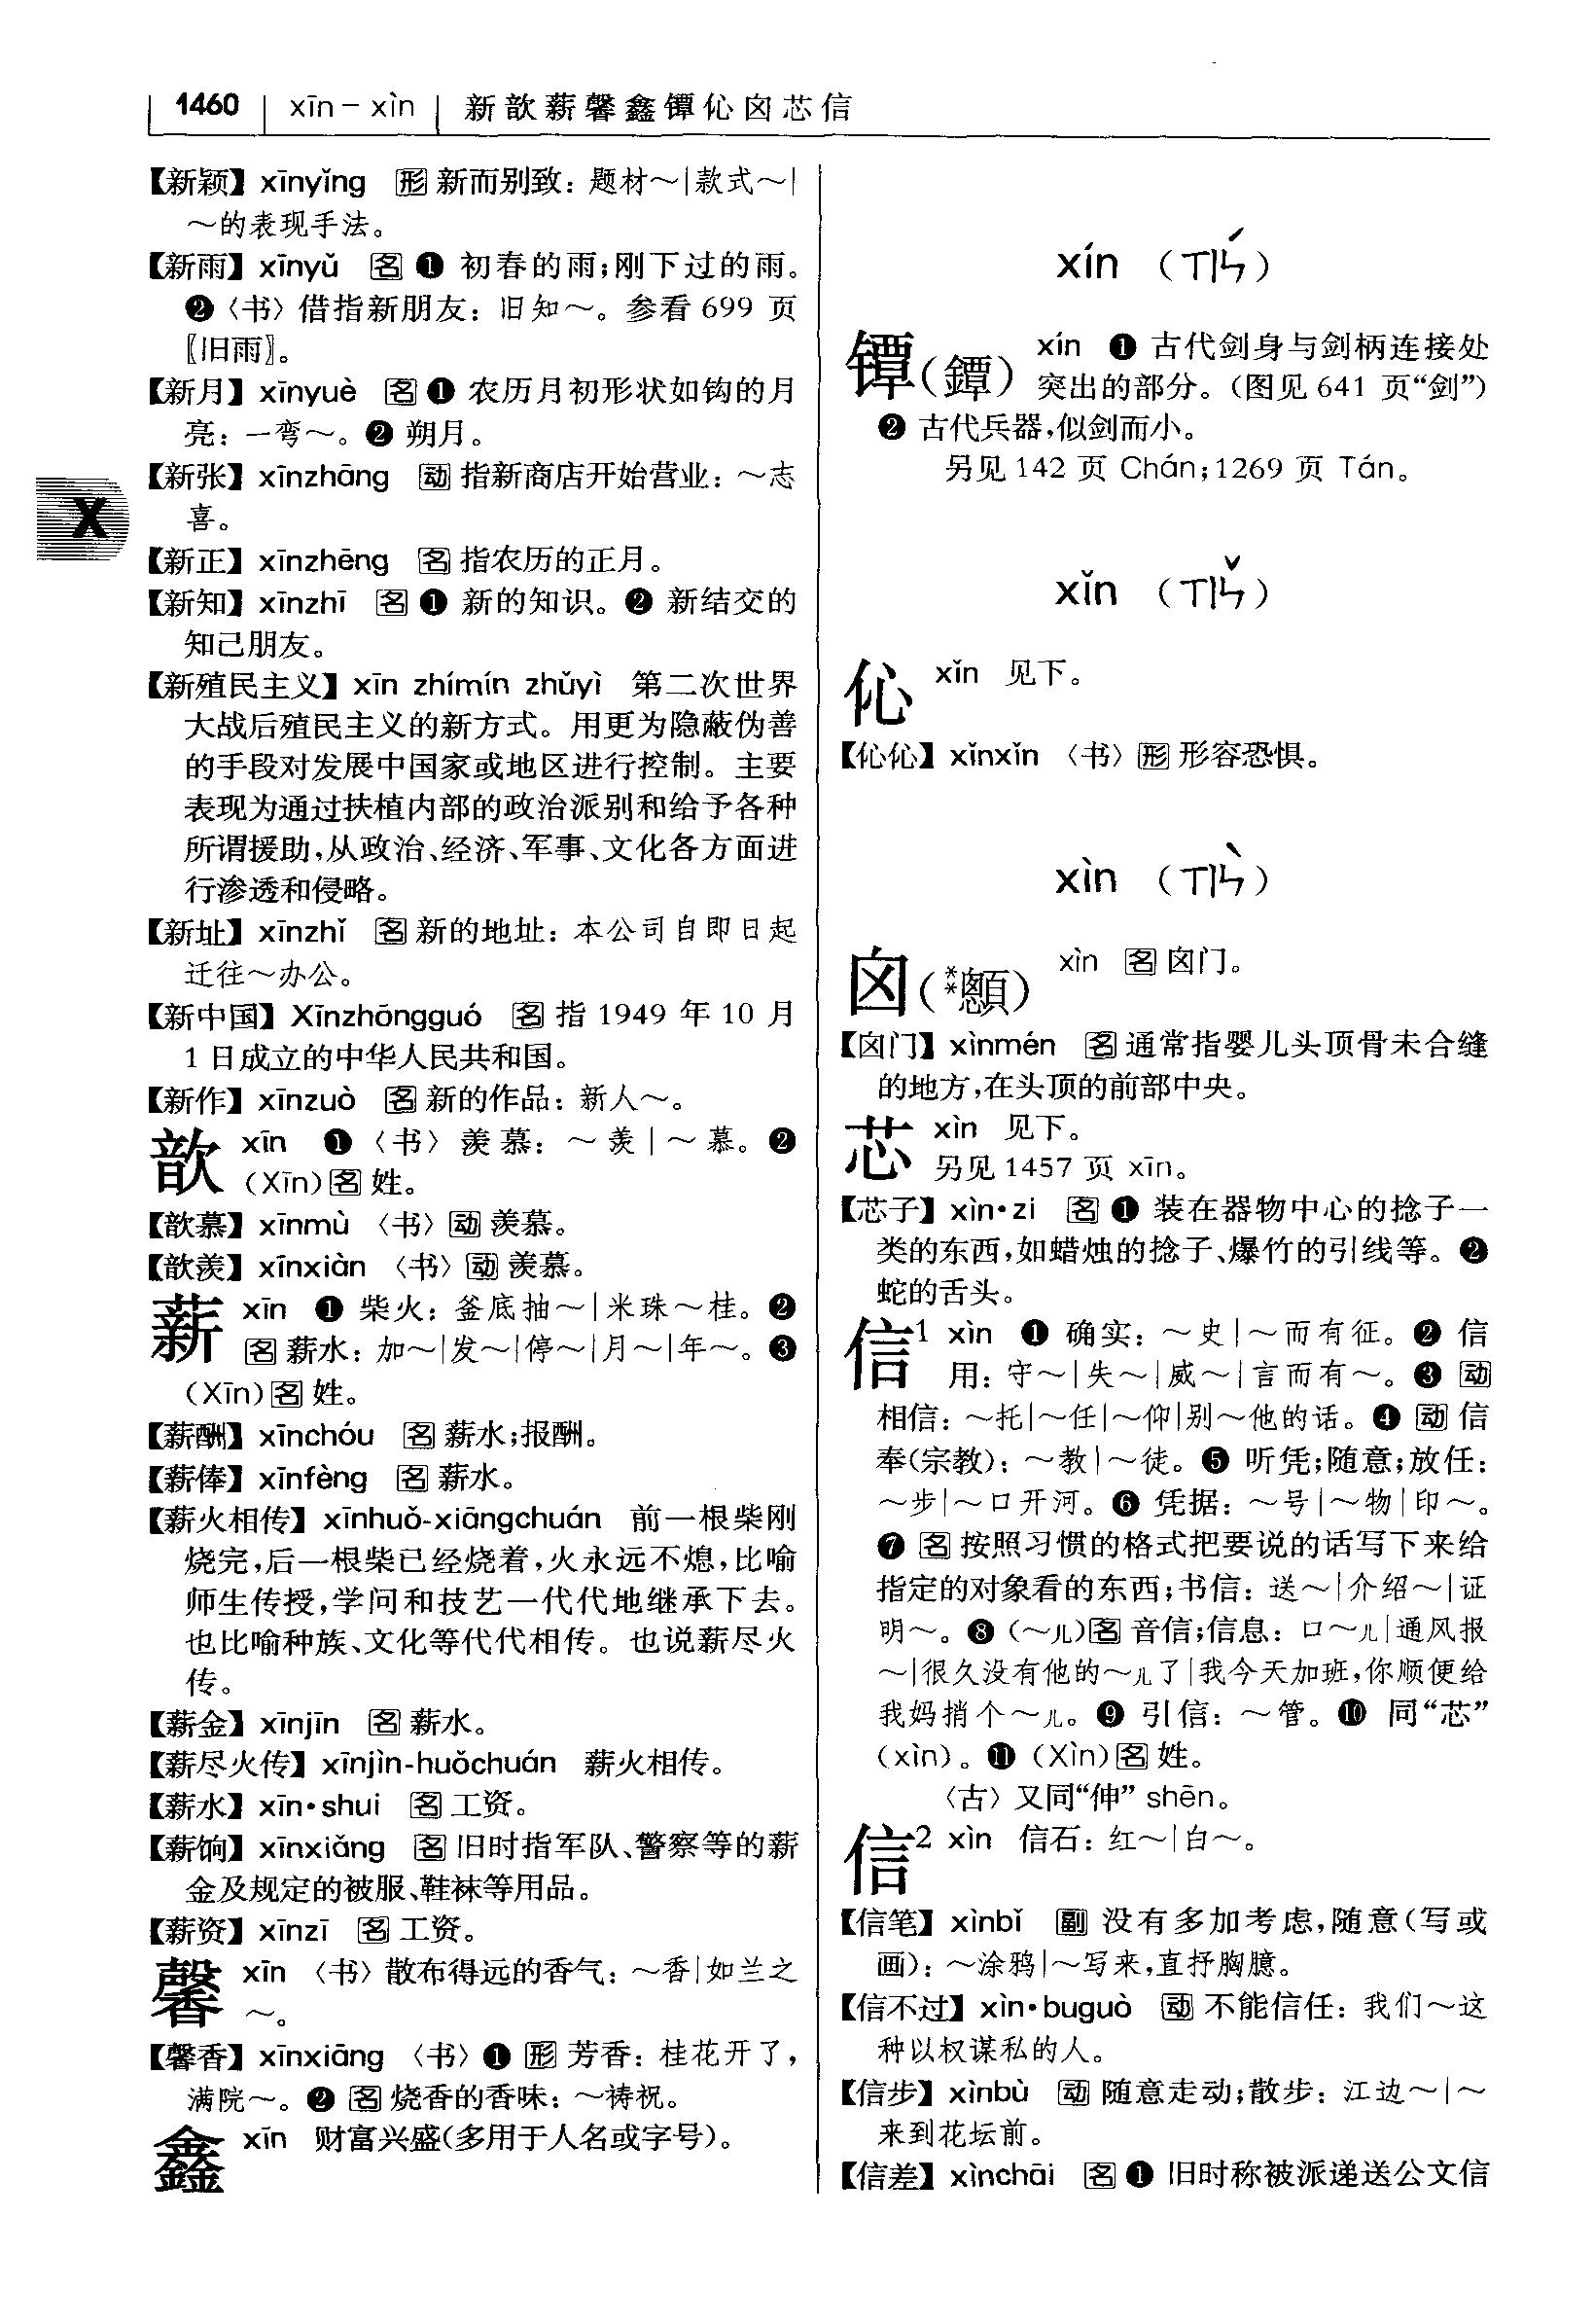 1460 xīn－xìn 新歆薪馨鑫镡伈囟芯信
【新颖】xīnyǐng 形 新而别致：题材～|款式～|
～的表现手法。
【新雨】xīnyǔ 名 ❶ 初春的雨；刚下过的雨。
❷〈书〉借指新朋友：旧知～。参看 699 页
〖旧雨〗。
【新月】xīnyuè 名 ❶ 农历月初形状如钩的月
亮：一弯～。❷ 朔月。
【新张】xīnzhāng 动 指新商店开始营业：～志
喜。
X
【新正】xīnzhēng 名 指农历的正月。
【新知】xīnzhī 名 ❶ 新的知识。❷ 新结交的
知己朋友。
【新殖民主义】xīn zhímín zhǔyì 第二次世界
大战后殖民主义的新方式。用更为隐蔽伪善
的手段对发展中国家或地区进行控制。主要
表现为通过扶植内部的政治派别和给予各种
所谓援助，从政治、经济、军事、文化各方面进
行渗透和侵略。
【新址】xīnzhǐ 名 新的地址：本公司自即日起
迁往～办公。
【新中国】Xīnzhōngguó 名 指 1949 年 10 月
1 日成立的中华人民共和国。
【新作】xīnzuò 名 新的作品：新人～。
歆 xīn ❶〈书〉羡慕：～羡|～慕。❷
（Xīn）名 姓。
【歆慕】xīnmù〈书〉动 羡慕。
【歆羡】xīnxiàn〈书〉动 羡慕。
薪 xīn ❶ 柴火：釜底抽～|米珠～桂。❷
名 薪水：加～|发～|停～|月～|年～。❸
（Xīn）名 姓。
【薪酬】xīnchóu 名 薪水；报酬。
【薪俸】xīnfèng 名 薪水。
【薪火相传】xīnhuǒ-xiāngchuán 前一根柴刚
烧完，后一根柴已经烧着，火永远不熄，比喻
师生传授，学问和技艺一代代地继承下去。
也比喻种族、文化等代代相传。也说薪尽火
传。
【薪金】xīnjīn 名 薪水。
【薪尽火传】xīnjìn-huǒchuán 薪火相传。
【薪水】xīn·shui 名 工资。
【薪饷】xīnxiǎng 名 旧时指军队、警察等的薪
金及规定的被服、鞋袜等用品。
【薪资】xīnzī 名 工资。
馨 xīn〈书〉散布得远的香气：～香|如兰之
～。
【馨香】xīnxiāng〈书〉❶ 形 芳香：桂花开了，
满院～。❷ 名 烧香的香味：～祷祝。
鑫 xīn 财富兴盛（多用于人名或字号）。
xín（ㄒㄧㄣˊ）
镡（鐔） xín ❶ 古代剑身与剑柄连接处
突出的部分。（图见 641 页“剑”）
❷ 古代兵器，似剑而小。
另见 142 页 Chán；1269 页 Tán。
xǐn（ㄒㄧㄣˇ）
伈 xǐn 见下。
【伈伈】xǐnxǐn〈书〉形 形容恐惧。
xìn（ㄒㄧㄣˋ）
囟（**顖） xìn 名 囟门。
【囟门】xìnmén 名 通常指婴儿头顶骨未合缝
的地方，在头顶的前部中央。
芯 xìn 见下。
另见 1457 页 xīn。
【芯子】xìn·zi 名 ❶ 装在器物中心的捻子一
类的东西，如蜡烛的捻子、爆竹的引线等。❷
蛇的舌头。
信1 xìn ❶ 确实：～史|～而有征。❷ 信
用：守～|失～|威～|言而有～。❸ 动
相信：～托|～任|～仰|别～他的话。❹ 动 信
奉（宗教）：～教|～徒。❺ 听凭；随意；放任：
～步|～口开河。❻ 凭据：～号|～物|印～。
❼ 名 按照习惯的格式把要说的话写下来给
指定的对象看的东西；书信：送～|介绍～|证
明～。❽（～儿）名 音信；信息：口～儿|通风报
～|很久没有他的～儿了|我今天加班，你顺便给
我妈捎个～儿。❾ 引信：～管。❿ 同“芯”
（xìn）。⓫（Xìn）名 姓。
〈古〉又同“伸”shēn。
信2 xìn 信石：红～|白～。
【信笔】xìnbǐ 副 没有多加考虑，随意（写或
画）：～涂鸦|～写来，直抒胸臆。
【信不过】xìn·buguò 动 不能信任：我们～这
种以权谋私的人。
【信步】xìnbù 动 随意走动；散步：江边～|～
来到花坛前。
【信差】xìnchāi 名 ❶ 旧时称被派递送公文信